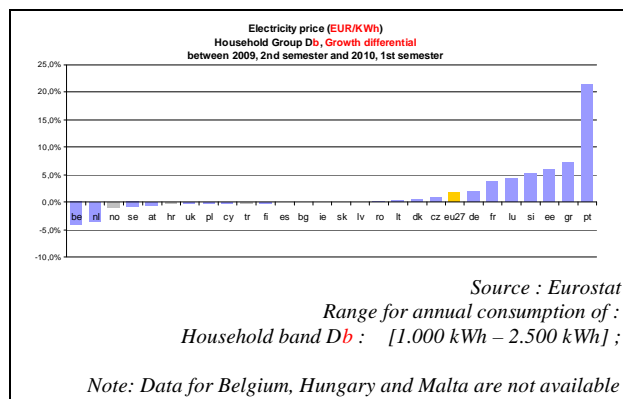 Electricity price (EUR/KWh)
Household Group Db, Growth differential
between 2009, 2nd semester and 2010, 1st semester
25,0%
20,0%
15,0%
10,0%
5,0%
0,0%
-5,0%
-10,0%
be nl no se at hr uk pl cy tr fi es bg ie sk lv ro lt dk cz eu27 de fr lu si ee gr pt
Source : Eurostat
Range for annual consumption of :
Household band Db : [1.000 kWh – 2.500 kWh] ;
Note: Data for Belgium, Hungary and Malta are not available